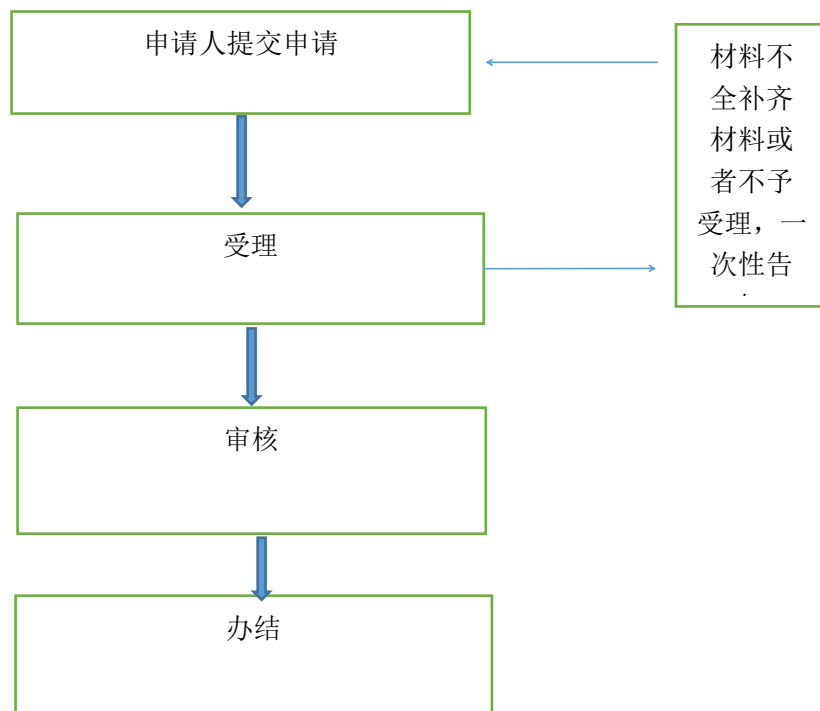 申请人提交申请
材料不
全补齐
材料或
者不予
受理，一
次性告
受理
审核
办结